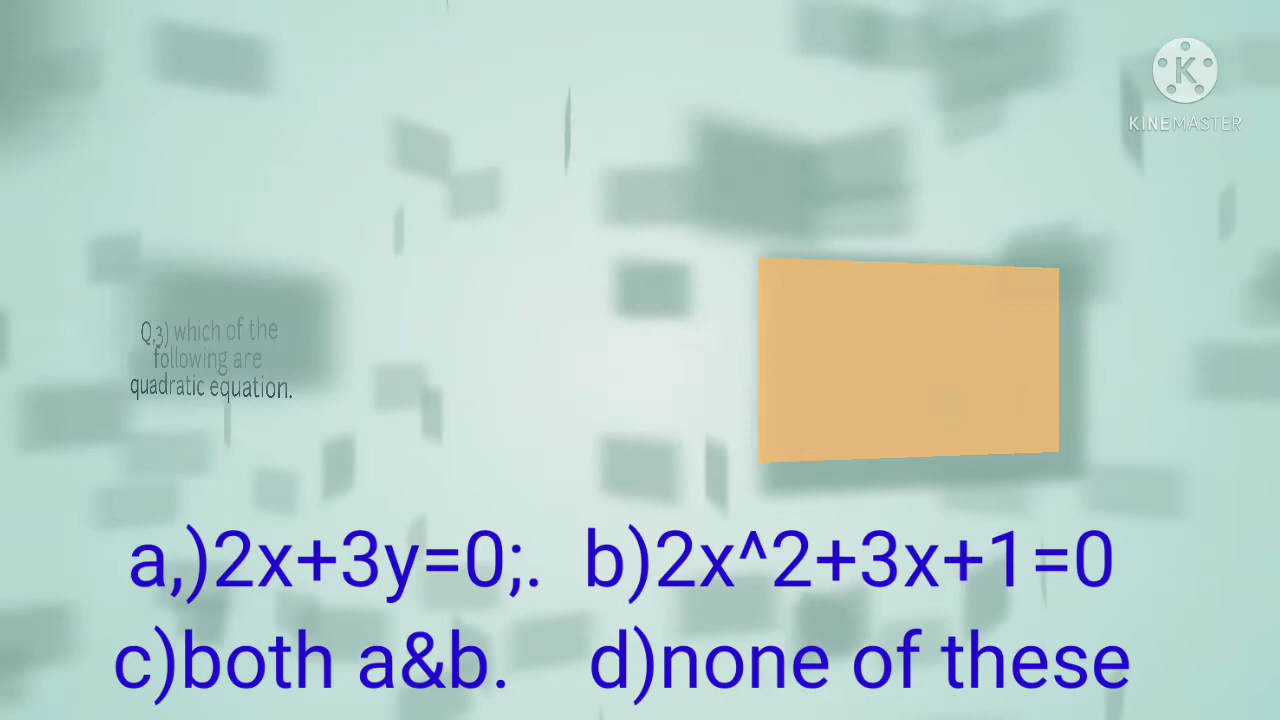 K
KINEMASTER
Q,3) which of the
following are
quadratic equation.
a,)2x+3y=0;. b)2x^2+3x+1=0
c)both a&b. d)none of these